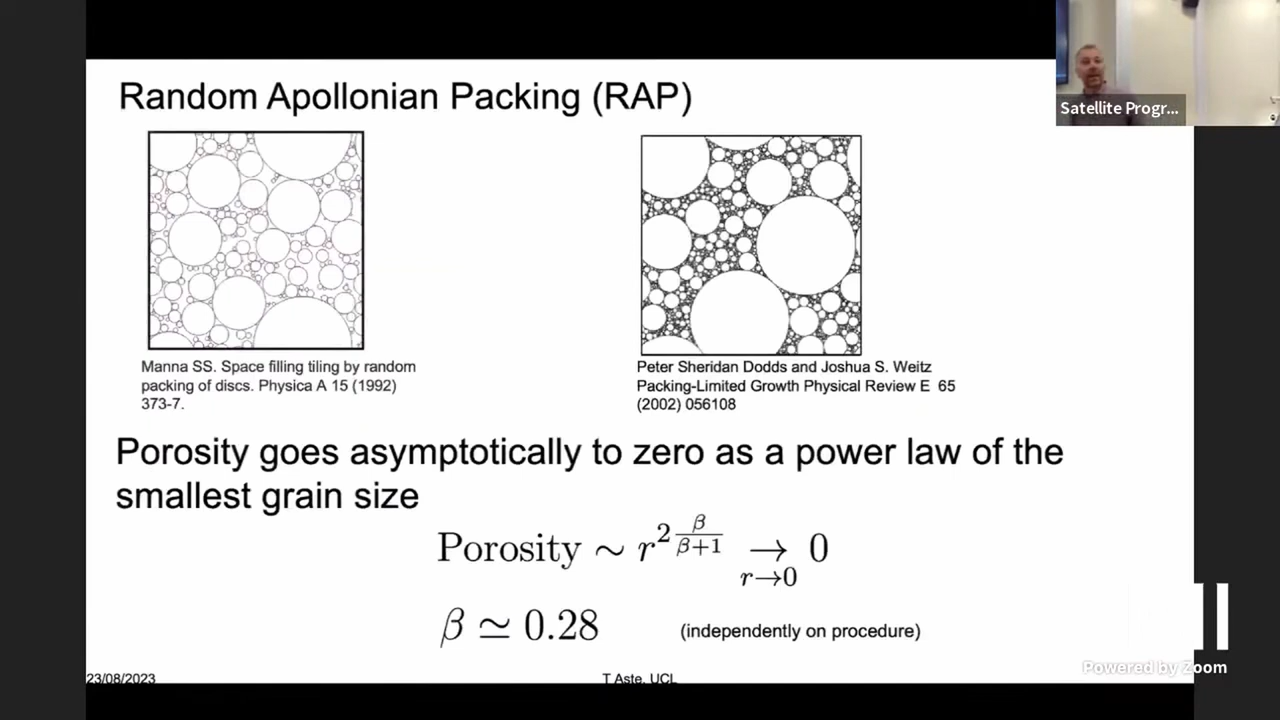 Random Apollonian Packing (RAP)
Satellite Progr...
Manna SS. Space filling tiling by random
packing of discs. Physica A 15 (1992)
373-7.
Peter Sheridan Dodds and Joshua S. Weitz
Packing-Limited Growth Physical Review E 65
(2002) 056108
Porosity goes asymptotically to zero as a power law of the
smallest grain size
Porosity ∼ r^{2 \frac{β}{β+1}} →_{r→0} 0
β ≃ 0.28 (independently on procedure)
Powered by Zoom
23/08/2023 T Aste, UCL